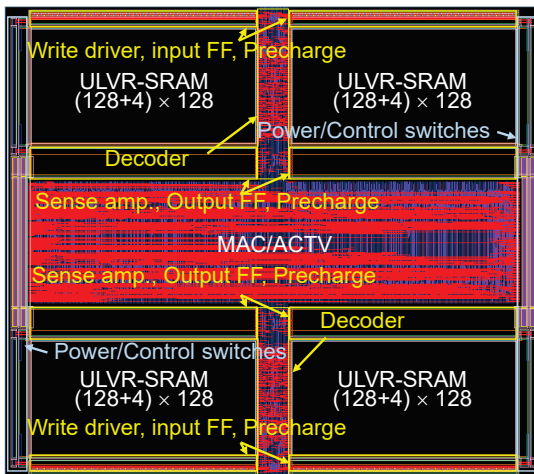 Write driver, input FF, Precharge
ULVR-SRAM
(128+4) × 128
ULVR-SRAM
(128+4) × 128
Power/Control switches
Decoder
Sense amp., Output FF, Precharge
MAC/ACTV
Sense amp., Output FF, Precharge
Decoder
Power/Control switches
ULVR-SRAM
(128+4) × 128
ULVR-SRAM
(128+4) × 128
Write driver, input FF, Precharge